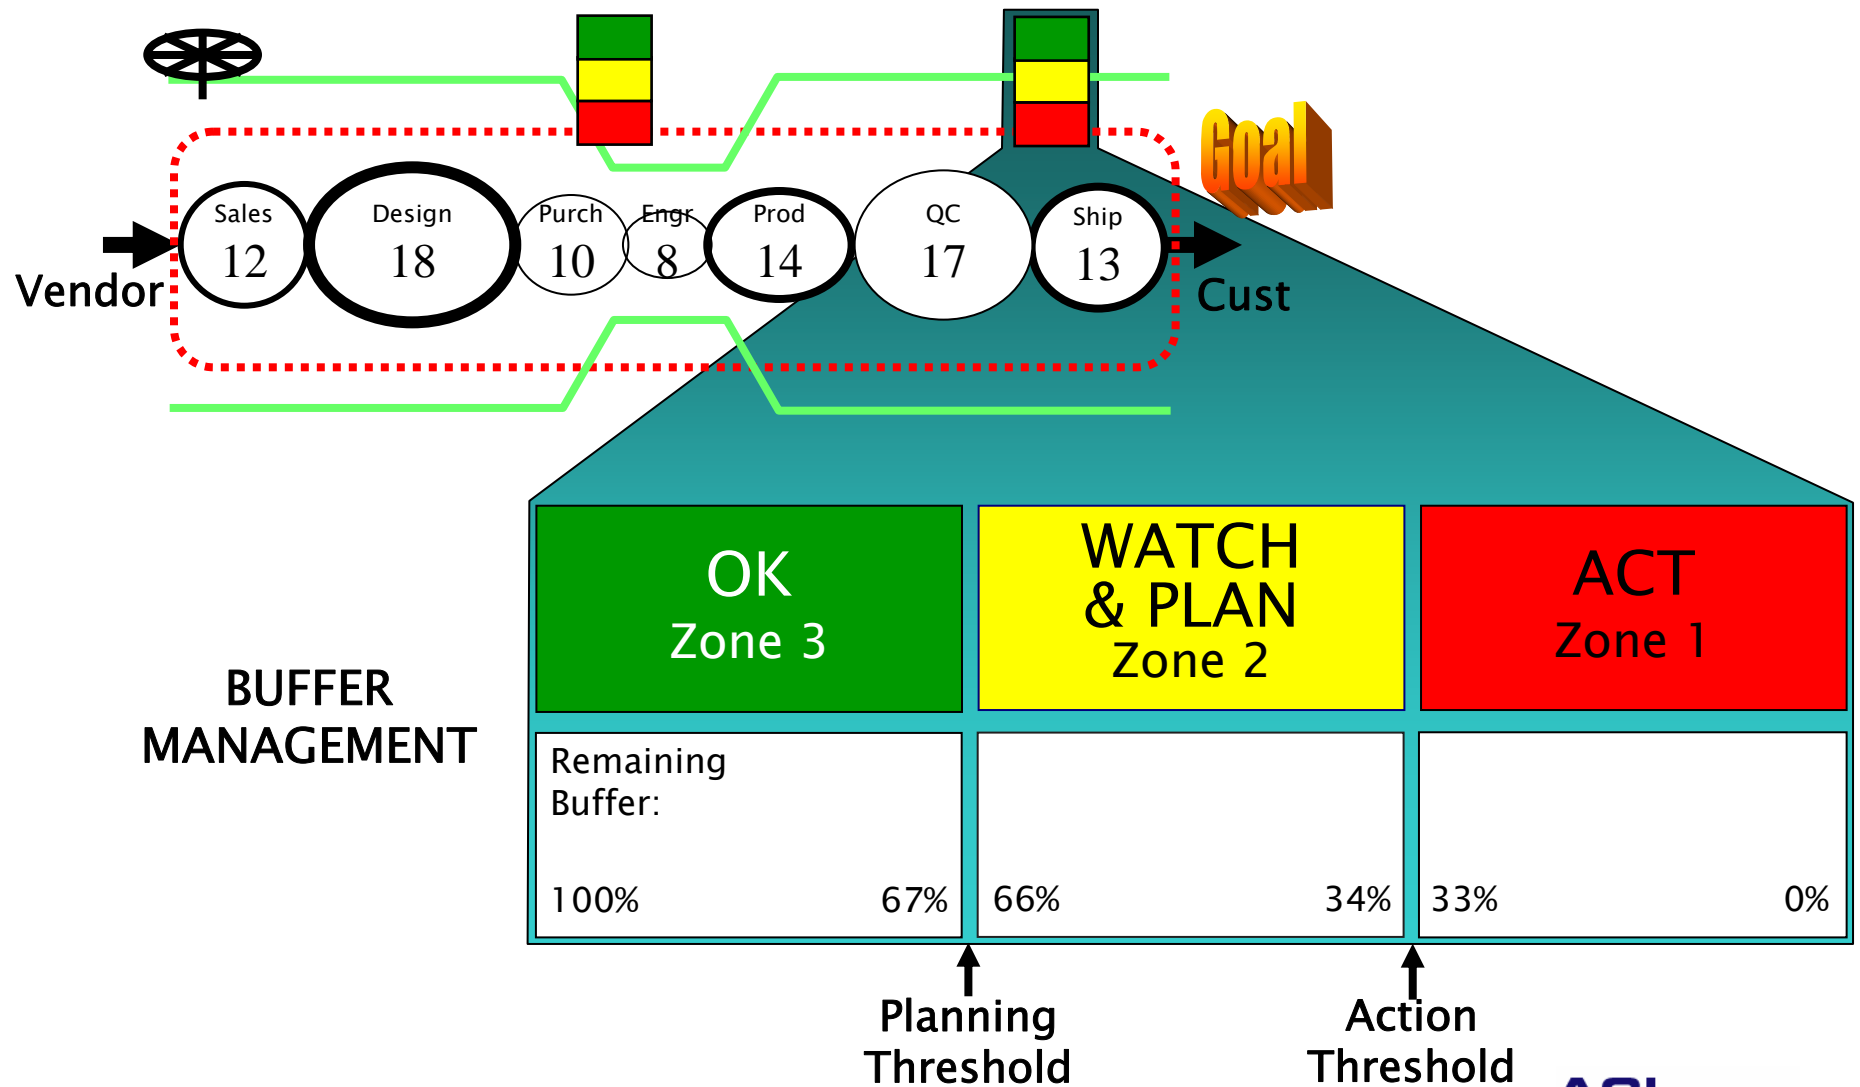 Goal
Sales
12
Design
18
Purch
10
Engr
8
Prod
14
QC
17
Ship
13
Vendor
Cust
OK
Zone 3
WATCH
& PLAN
Zone 2
ACT
Zone 1
BUFFER
MANAGEMENT
Remaining
Buffer:
100% 67% 66% 34% 33% 0%
Planning
Threshold
Action
Threshold